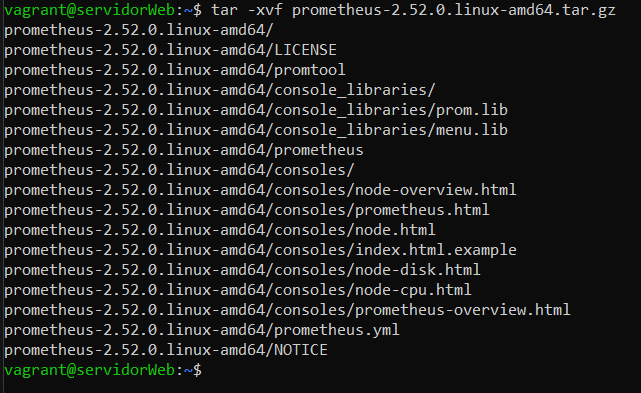 vagrant@servidorWeb:~$ tar -xvf prometheus-2.52.0.linux-amd64.tar.gz
prometheus-2.52.0.linux-amd64/
prometheus-2.52.0.linux-amd64/LICENSE
prometheus-2.52.0.linux-amd64/promtool
prometheus-2.52.0.linux-amd64/console_libraries/
prometheus-2.52.0.linux-amd64/console_libraries/prom.lib
prometheus-2.52.0.linux-amd64/console_libraries/menu.lib
prometheus-2.52.0.linux-amd64/prometheus
prometheus-2.52.0.linux-amd64/consoles/
prometheus-2.52.0.linux-amd64/consoles/node-overview.html
prometheus-2.52.0.linux-amd64/consoles/prometheus.html
prometheus-2.52.0.linux-amd64/consoles/node.html
prometheus-2.52.0.linux-amd64/consoles/index.html.example
prometheus-2.52.0.linux-amd64/consoles/node-disk.html
prometheus-2.52.0.linux-amd64/consoles/node-cpu.html
prometheus-2.52.0.linux-amd64/consoles/prometheus-overview.html
prometheus-2.52.0.linux-amd64/prometheus.yml
prometheus-2.52.0.linux-amd64/NOTICE
vagrant@servidorWeb:~$